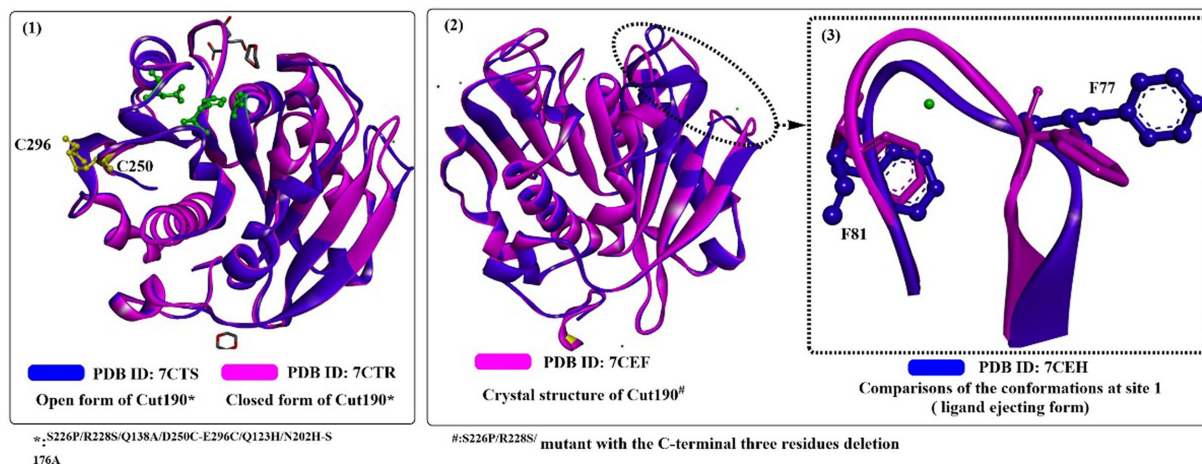 (1)
C296
C250
PDB ID: 7CTS
PDB ID: 7CTR
Open form of Cut190*
Closed form of Cut190*
*:S226P/R228S/Q138A/D250C-E296C/Q123H/N202H-S
176A
(2)
PDB ID: 7CEF
Crystal structure of Cut190#
#:S226P/R228S/ mutant with the C-terminal three residues deletion
(3)
F77
F81
PDB ID: 7CEH
Comparisons of the conformations at site 1
( ligand ejecting form)